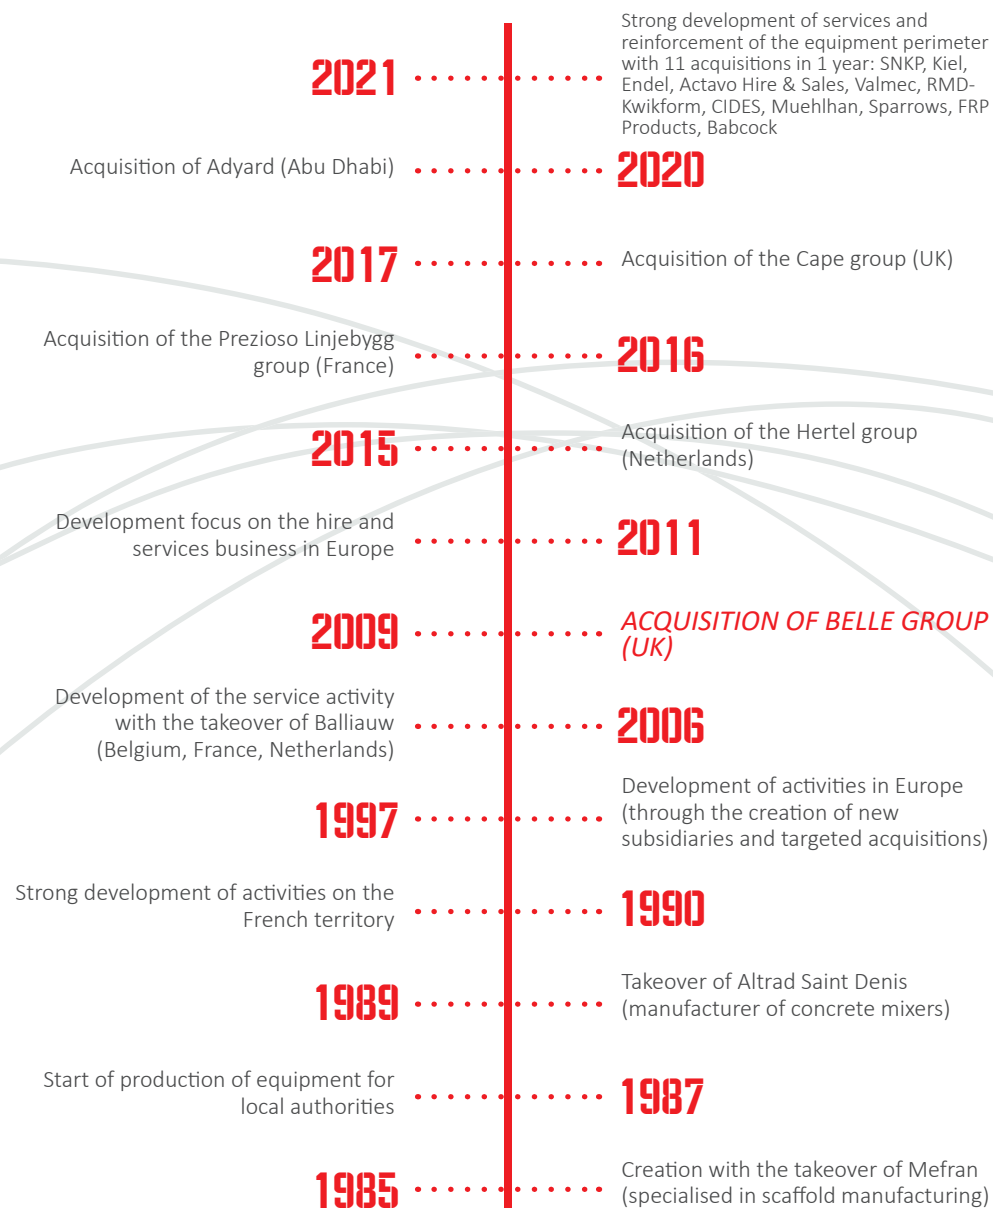 2021
Strong development of services and
reinforcement of the equipment perimeter
with 11 acquisitions in 1 year: SNKP, Kiel,
Endel, Actavo Hire & Sales, Valmec, RMD-
Kwikform, CIDES, Muehlhan, Sparrows, FRP
Products, Babcock
Acquisition of Adyard (Abu Dhabi)
2020
2017
Acquisition of the Cape group (UK)
Acquisition of the Prezioso Linjebygg
group (France)
2016
2015
Acquisition of the Hertel group
(Netherlands)
Development focus on the hire and
services business in Europe
2011
2009
ACQUISITION OF BELLE GROUP
(UK)
Development of the service activity
with the takeover of Balliauw
(Belgium, France, Netherlands)
2006
1997
Development of activities in Europe
(through the creation of new
subsidiaries and targeted acquisitions)
Strong development of activities on the
French territory
1990
1989
Takeover of Altrad Saint Denis
(manufacturer of concrete mixers)
Start of production of equipment for
local authorities
1987
1985
Creation with the takeover of Mefran
(specialised in scaffold manufacturing)